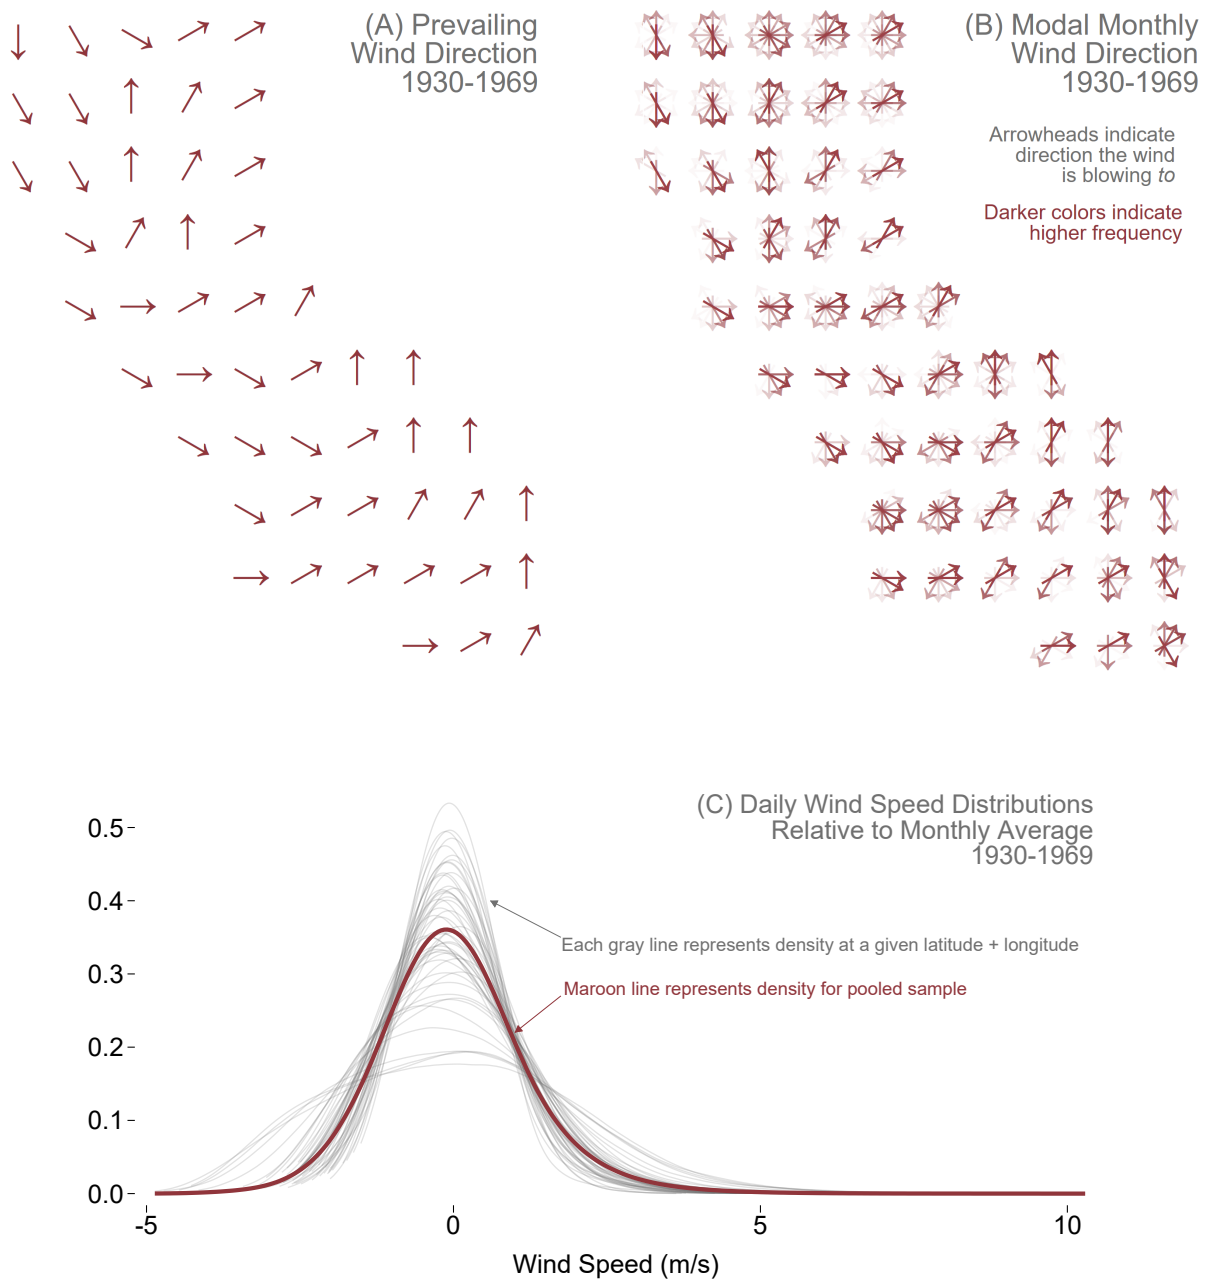 (A) Prevailing
Wind Direction
1930-1969
(B) Modal Monthly
Wind Direction
1930-1969
Arrowheads indicate
direction the wind
is blowing to
Darker colors indicate
higher frequency
(C) Daily Wind Speed Distributions
Relative to Monthly Average
1930-1969
Each gray line represents density at a given latitude + longitude
Maroon line represents density for pooled sample
0.5
0.4
0.3
0.2
0.1
0.0
-5 0 5 10
Wind Speed (m/s)